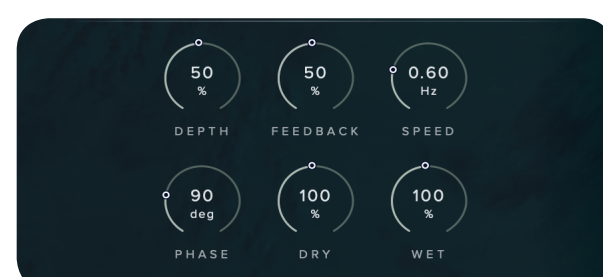 50 50 0.60
% % Hz
DEPTH FEEDBACK SPEED
90 100 100
deg % %
PHASE DRY WET